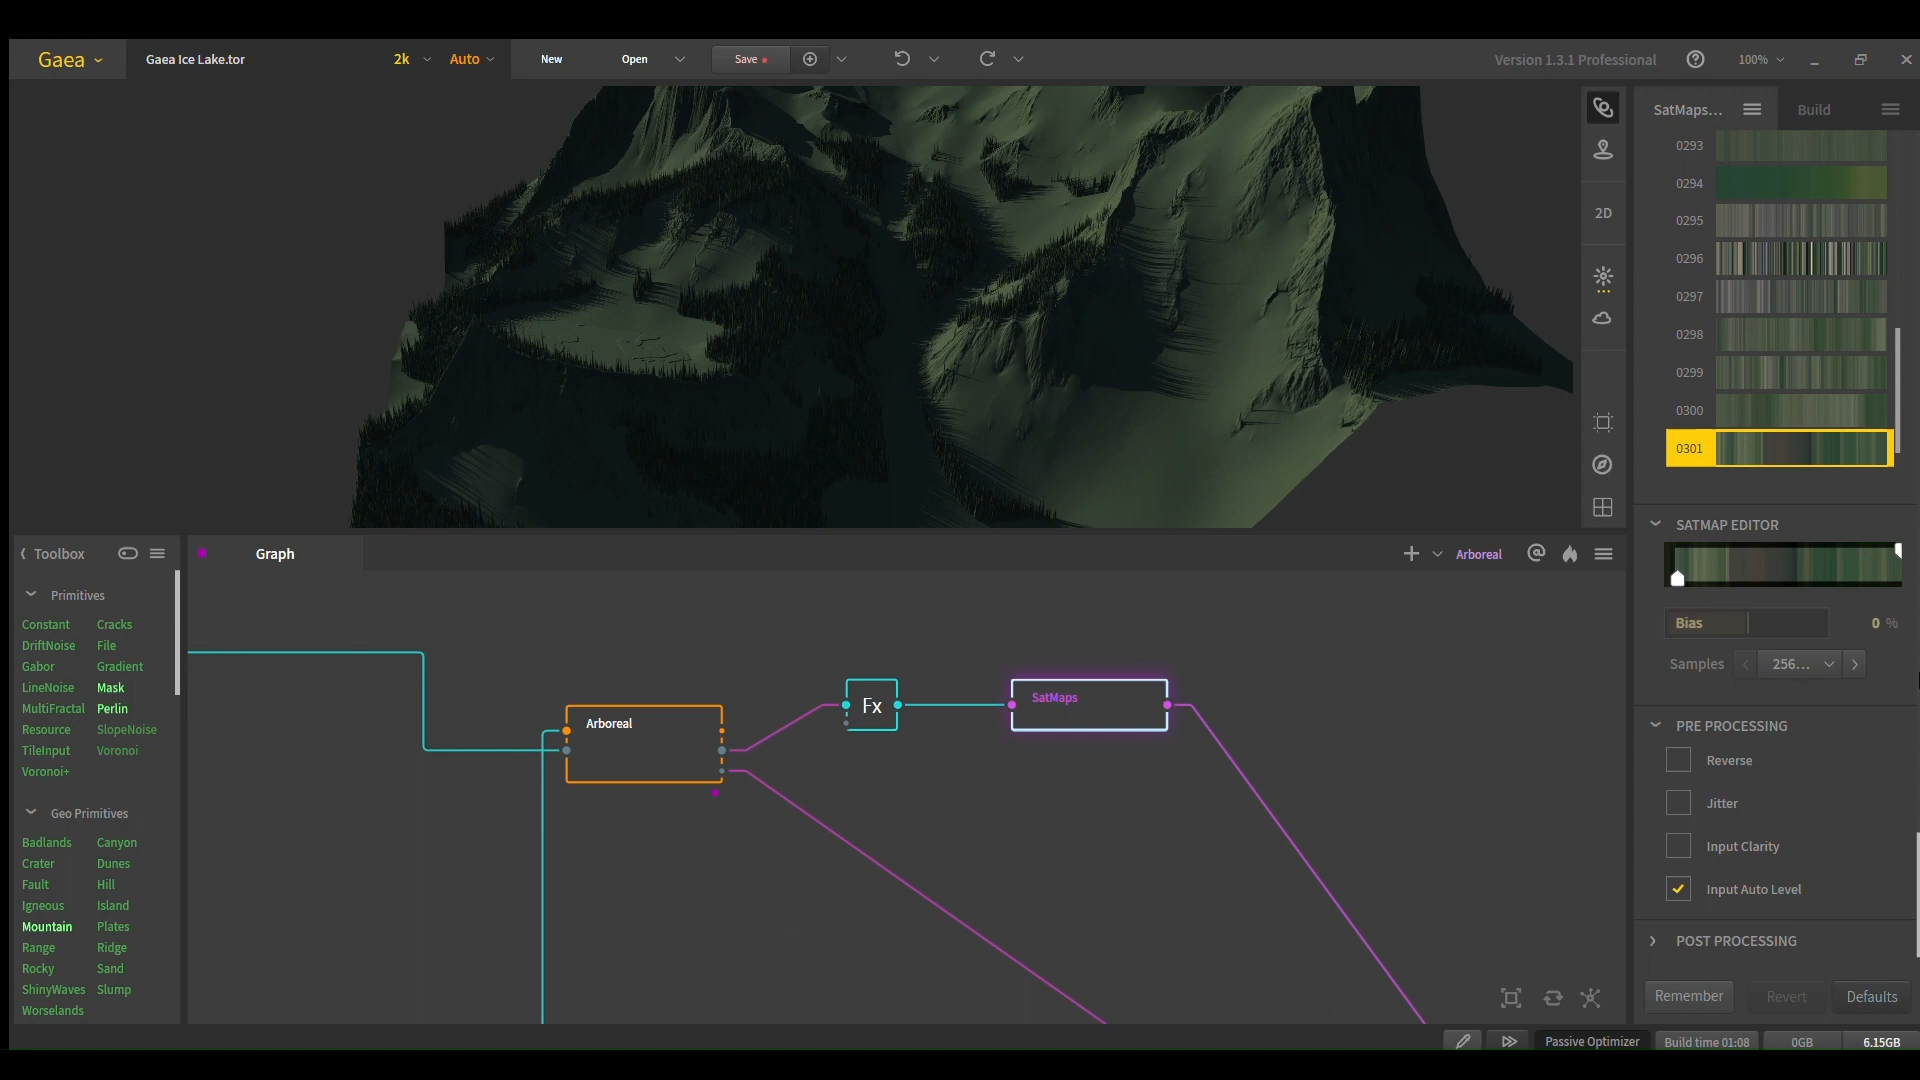 Gaea
Gaea Ice Lake.tor
2k
Auto
New
Open
Save
Version 1.3.1 Professional
100%
2D
SatMaps...
Build
0293
0294
0295
0296
0297
0298
0299
0300
0301
SATMAP EDITOR
Bias
0 %
Samples
256...
PRE PROCESSING
Reverse
Jitter
Input Clarity
Input Auto Level
POST PROCESSING
Remember
Revert
Defaults
Toolbox
Primitives
Constant Cracks
DriftNoise File
Gabor Gradient
LineNoise Mask
MultiFractal Perlin
Resource SlopeNoise
TileInput Voronoi
Voronoi+
Geo Primitives
Badlands Canyon
Crater Dunes
Fault Hill
Igneous Island
Mountain Plates
Range Ridge
Rocky Sand
ShinyWaves Slump
Worselands
Graph
Arboreal
Arboreal
Fx
SatMaps
Passive Optimizer
Build time 01:08
0GB
6.15GB